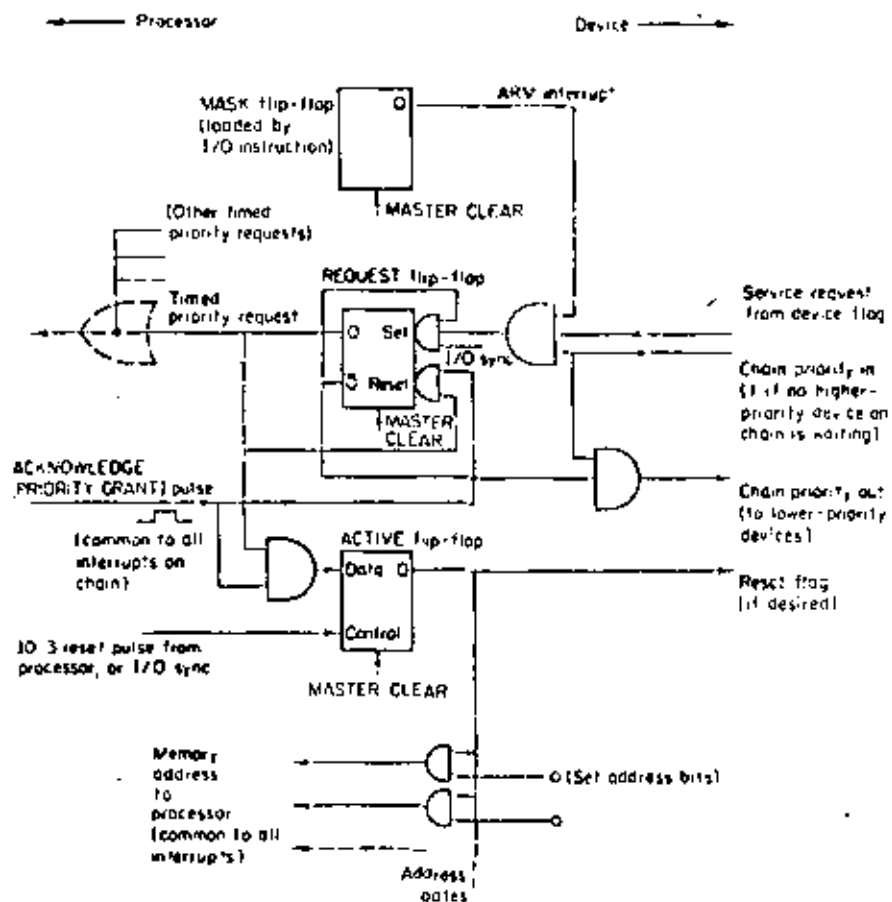 Processor
Device
MASK flip-flop
(loaded by
I/O instruction)
O
ARM interrupt
MASTER CLEAR
(Other timed
priority requests)
REQUEST flip-flop
Timed
priority request
O
Set
I/O sync
O
Reset
MASTER
CLEAR
Service request
from device flag
Chain priority in
(1 if no higher-
priority device on
chain is waiting)
ACKNOWLEDGE
PRIORITY GRANT) pulse
(common to all
interrupts on
chain)
Chain priority out
(to lower-priority
devices)
ACTIVE flip-flop
Data O
Control
Reset flag
(if desired)
IO 3 reset pulse from
processor, or I/O sync
MASTER CLEAR
Memory
address
to
processor
(common to all
interrupts)
(Set address bits)
Address
gates